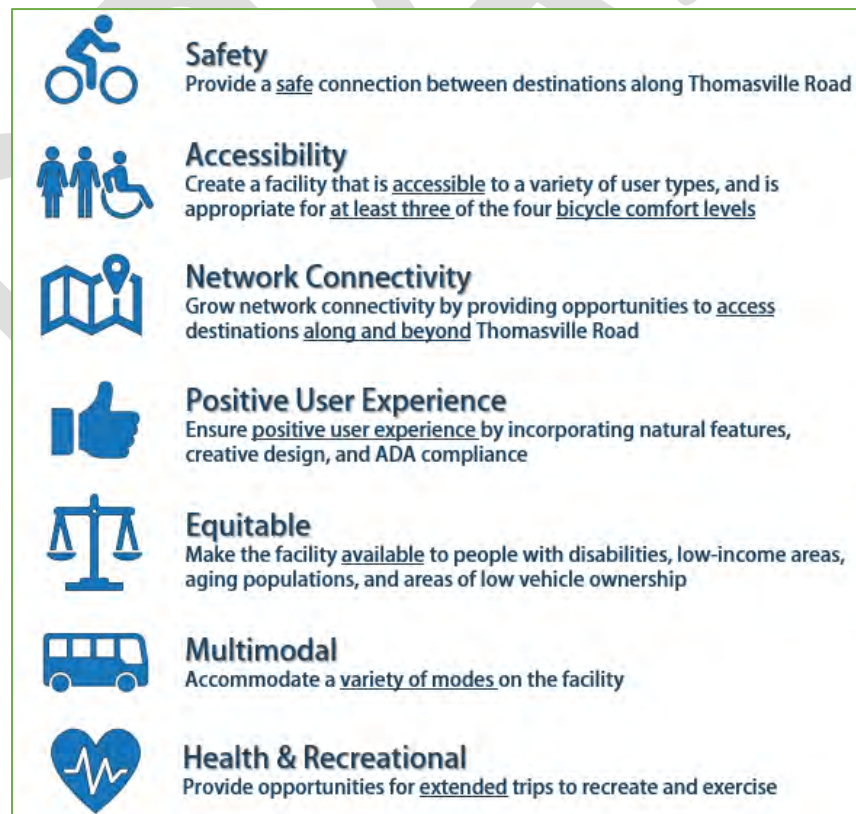 Safety
Provide a safe connection between destinations along Thomasville Road
Accessibility
Create a facility that is accessible to a variety of user types, and is
appropriate for at least three of the four bicycle comfort levels
Network Connectivity
Grow network connectivity by providing opportunities to access
destinations along and beyond Thomasville Road
Positive User Experience
Ensure positive user experience by incorporating natural features,
creative design, and ADA compliance
Equitable
Make the facility available to people with disabilities, low-income areas,
aging populations, and areas of low vehicle ownership
Multimodal
Accommodate a variety of modes on the facility
Health & Recreational
Provide opportunities for extended trips to recreate and exercise